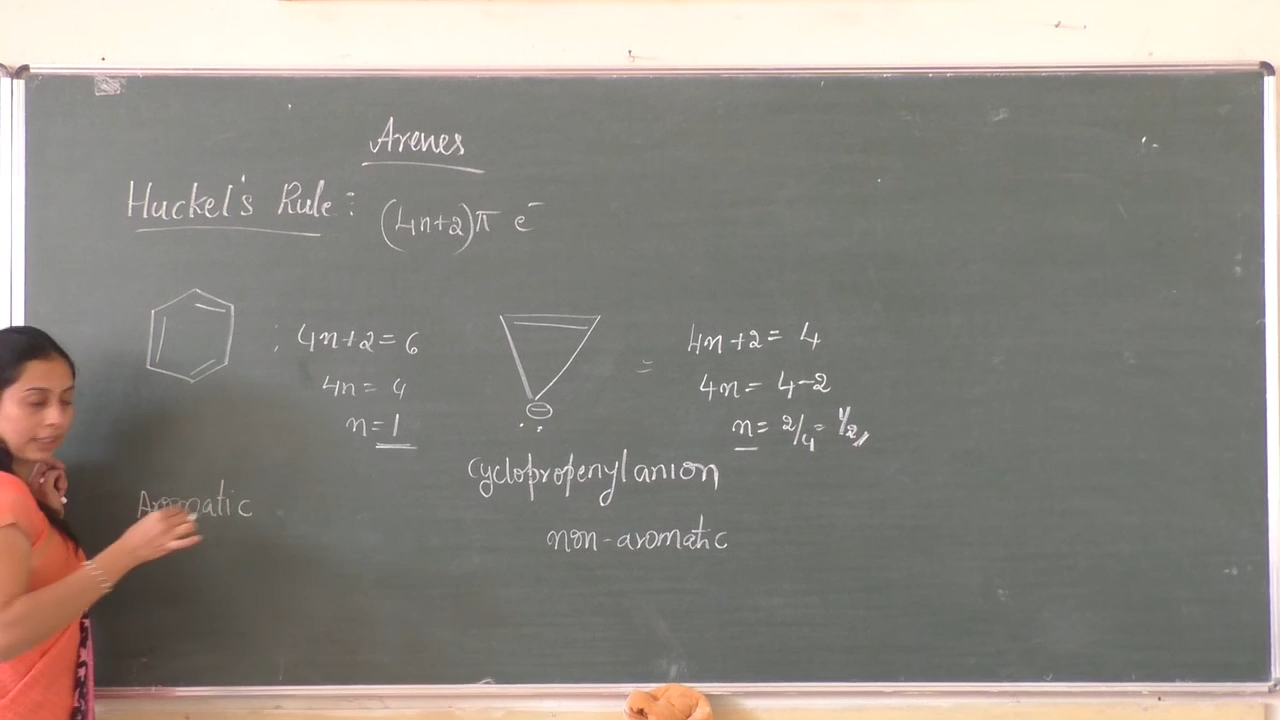 Arenes
Huckel's Rule: (4n+2)π e⁻
; 4n+2=6
4n=4
n=1
⊖
= 4n+2=4
4n=4-2
n=2/4=1/2,,
Cyclopropenyl anion
Aromatic
non-aromatic